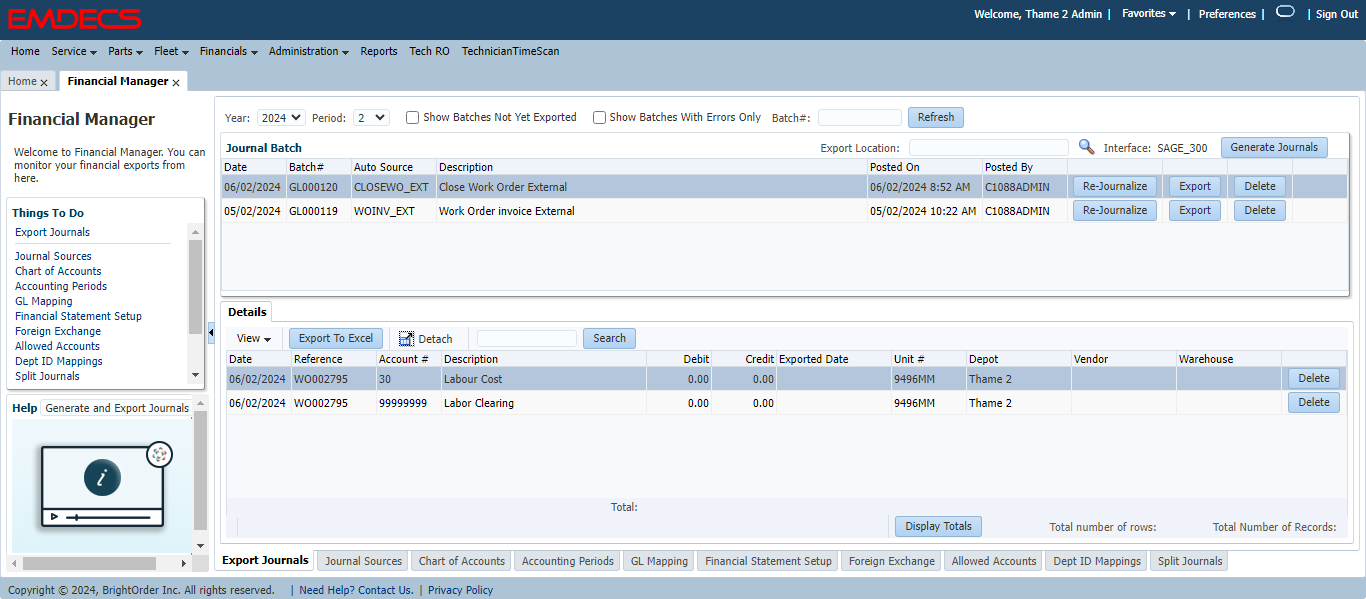 EMDECS
Welcome, Thame 2 Admin | Favorites | Preferences | | Sign Out
Home Service Parts Fleet Financials Administration Reports Tech RO TechnicianTimeScan
Home x Financial Manager x
Financial Manager
Welcome to Financial Manager. You can
monitor your financial exports from
here.
Things To Do
Export Journals
Journal Sources
Chart of Accounts
Accounting Periods
GL Mapping
Financial Statement Setup
Foreign Exchange
Allowed Accounts
Dept ID Mappings
Split Journals
Help Generate and Export Journals
i
Year: 2024 Period: 2 Show Batches Not Yet Exported Show Batches With Errors Only Batch#: Refresh
Journal Batch Export Location: Interface: SAGE_300 Generate Journals
Date Batch# Auto Source Description Posted On Posted By
06/02/2024 GL000120 CLOSEWO_EXT Close Work Order External 06/02/2024 8:52 AM C1088ADMIN Re-Journalize Export Delete
05/02/2024 GL000119 WOINV_EXT Work Order invoice External 05/02/2024 10:22 AM C1088ADMIN Re-Journalize Export Delete
Details
View Export To Excel Detach Search
Date Reference Account # Description Debit Credit Exported Date Unit # Depot Vendor Warehouse
06/02/2024 WO002795 30 Labour Cost 0.00 0.00 9496MM Thame 2 Delete
06/02/2024 WO002795 99999999 Labor Clearing 0.00 0.00 9496MM Thame 2 Delete
Total:
Display Totals Total number of rows: Total Number of Records:
Export Journals Journal Sources Chart of Accounts Accounting Periods GL Mapping Financial Statement Setup Foreign Exchange Allowed Accounts Dept ID Mappings Split Journals
Copyright © 2024, BrightOrder Inc. All rights reserved. | Need Help? Contact Us. | Privacy Policy